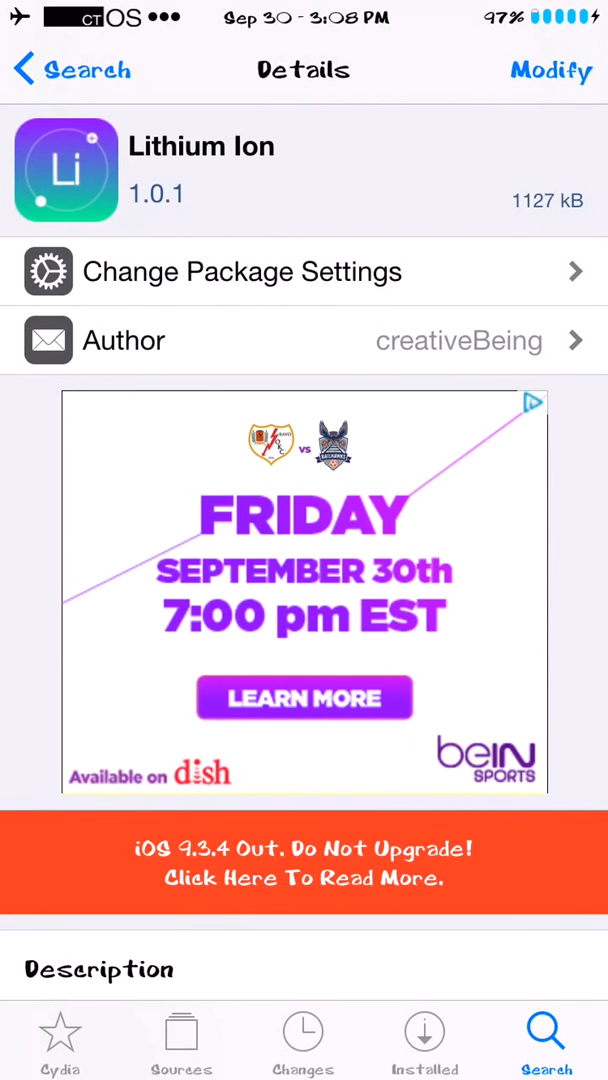 CTOS ••• Sep 30 - 3:08 PM 97%
Search Details Modify
Li
Lithium Ion
1.0.1
1127 kB
Change Package Settings
Author creativeBeing
vs
FRIDAY
SEPTEMBER 30th
7:00 pm EST
LEARN MORE
Available on dish
beIN
SPORTS
iOS 9.3.4 Out. Do Not Upgrade!
Click Here To Read More.
Description
Cydia Sources Changes Installed Search